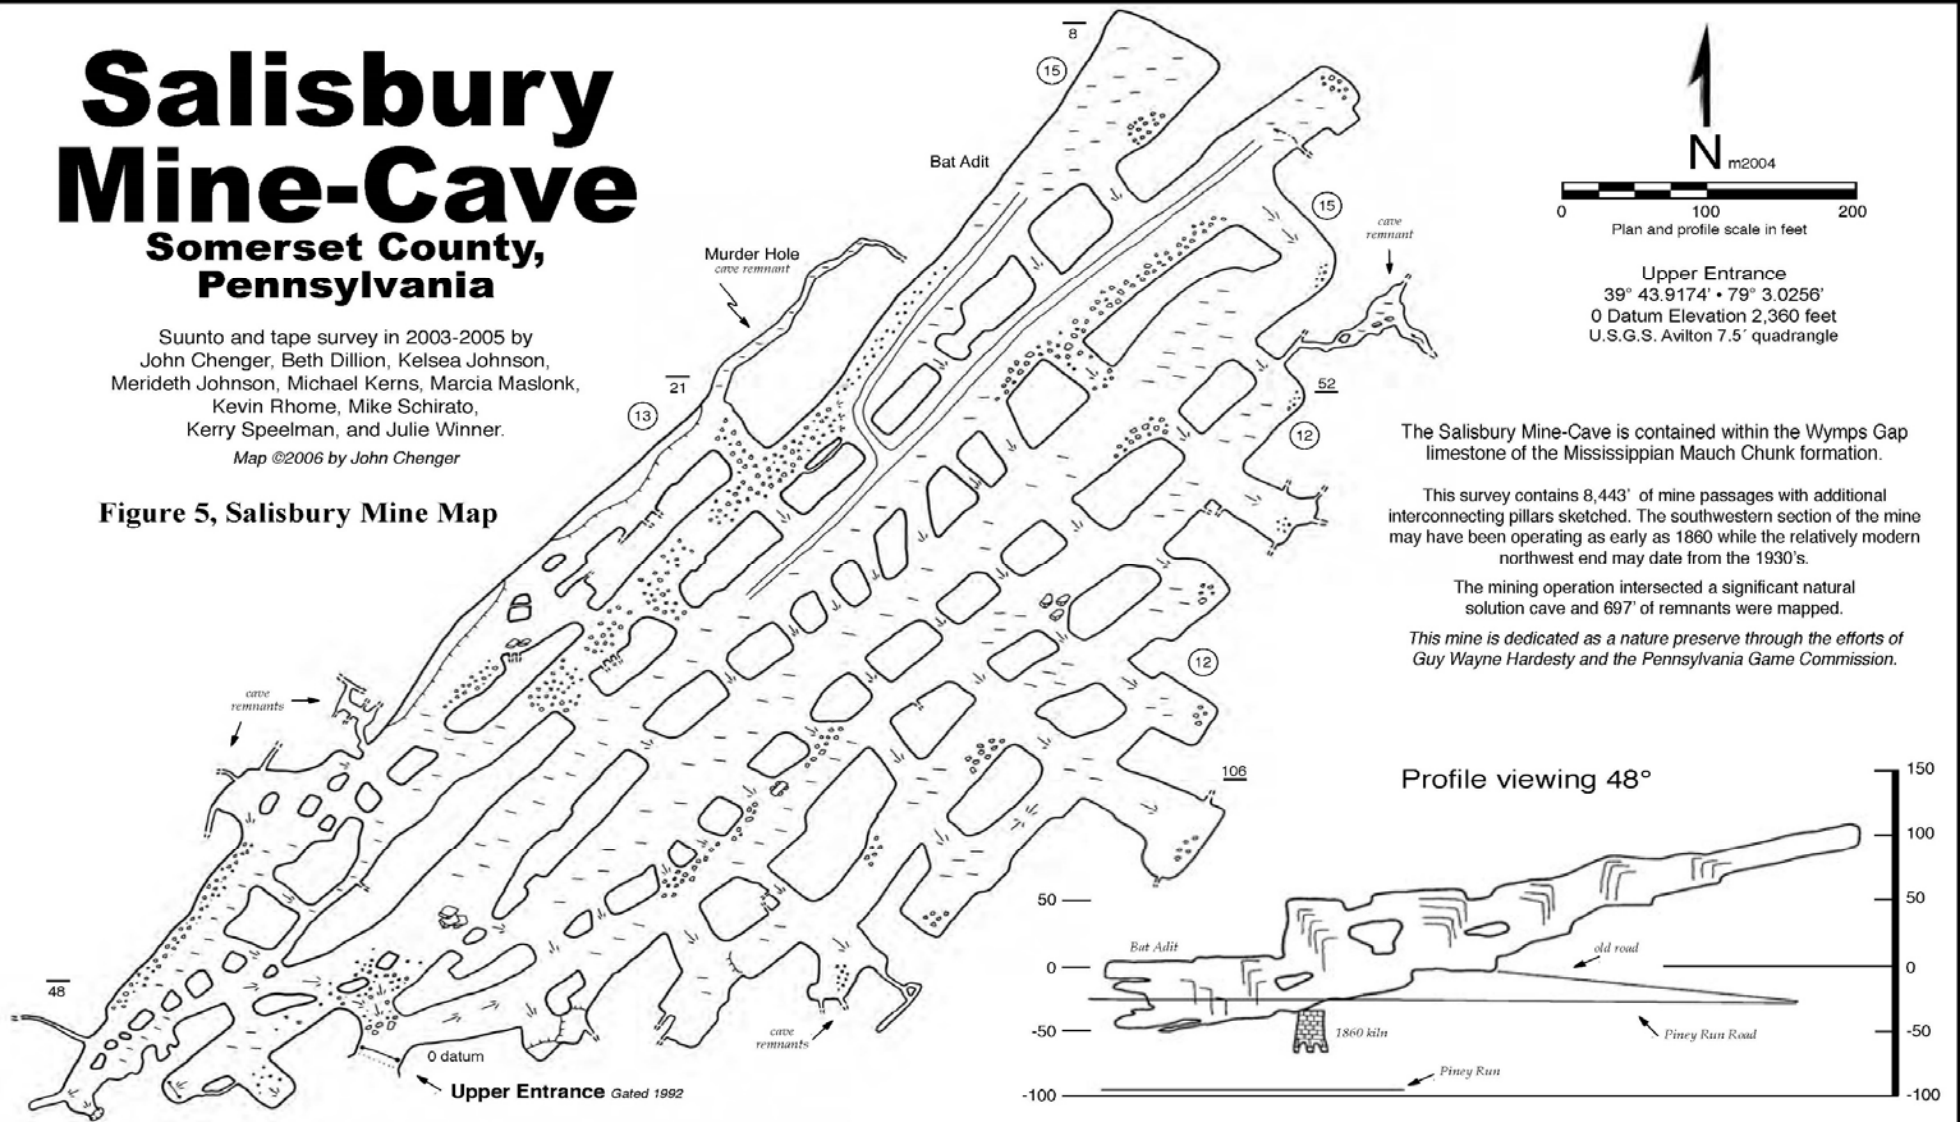 Salisbury
Mine-Cave
Somerset County,
Pennsylvania
Suunto and tape survey in 2003-2005 by
John Chenger, Beth Dillion, Kelsea Johnson,
Merideth Johnson, Michael Kerns, Marcia Maslonk,
Kevin Rhome, Mike Schirato,
Kerry Speelman, and Julie Winner.
Map ©2006 by John Chenger
Figure 5, Salisbury Mine Map
8
15
Bat Adit
Murder Hole
cave remnant
21
13
15
cave
remnant
52
12
12
106
cave
remnants
48
0 datum
Upper Entrance Gated 1992
cave
remnants
N m2004
0 100 200
Plan and profile scale in feet
Upper Entrance
39° 43.9174' • 79° 3.0256'
0 Datum Elevation 2,360 feet
U.S.G.S. Avilton 7.5´ quadrangle
The Salisbury Mine-Cave is contained within the Wymps Gap
limestone of the Mississippian Mauch Chunk formation.
This survey contains 8,443' of mine passages with additional
interconnecting pillars sketched. The southwestern section of the mine
may have been operating as early as 1860 while the relatively modern
northwest end may date from the 1930's.
The mining operation intersected a significant natural
solution cave and 697' of remnants were mapped.
This mine is dedicated as a nature preserve through the efforts of
Guy Wayne Hardesty and the Pennsylvania Game Commission.
Profile viewing 48°
150
100
50
0
-50
-100
50
0
-50
-100
Bat Adit
old road
1860 kiln
Piney Run Road
Piney Run